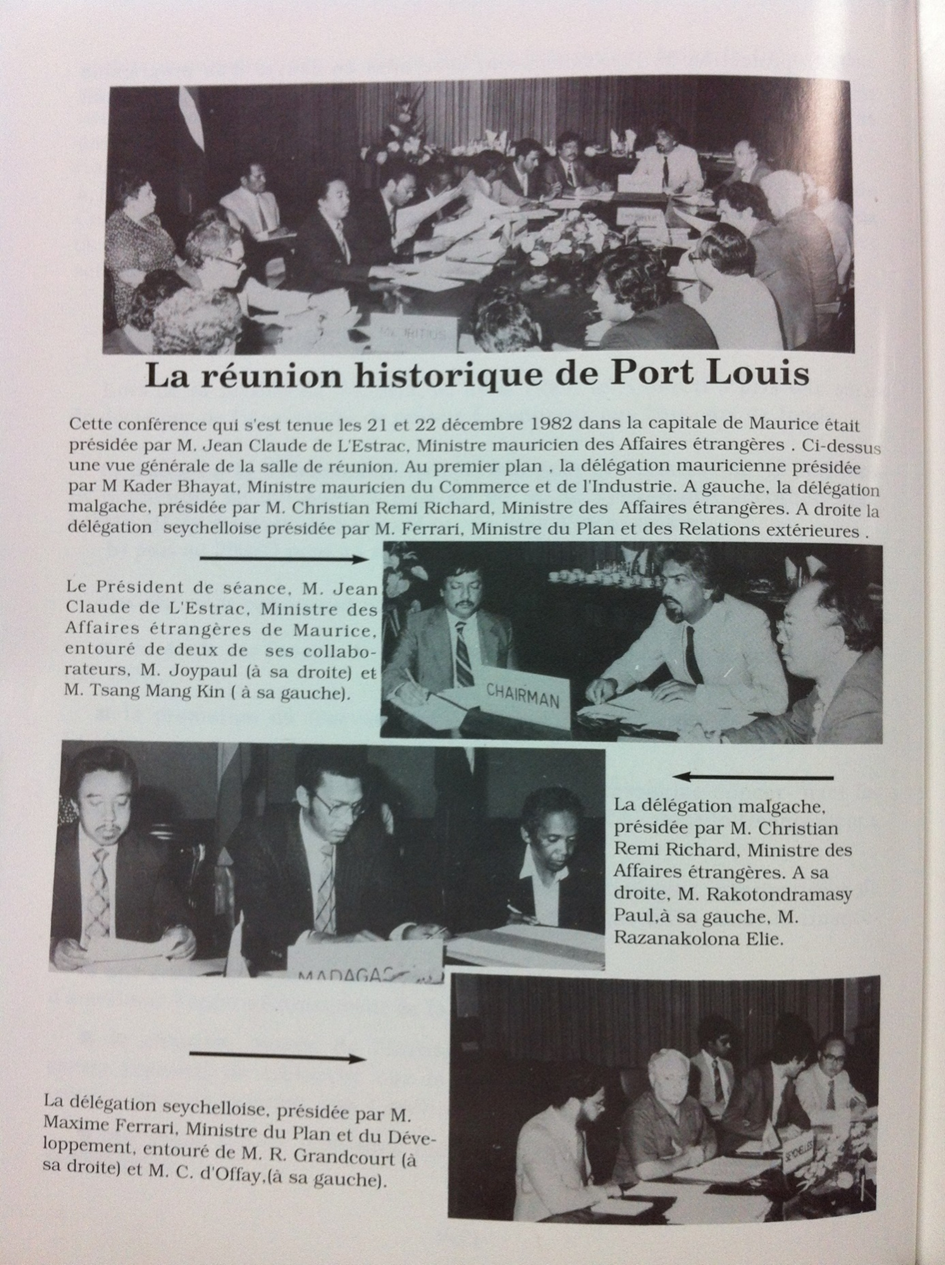 MAURITIUS
La réunion historique de Port Louis
Cette conférence qui s'est tenue les 21 et 22 décembre 1982 dans la capitale de Maurice était
présidée par M. Jean Claude de L'Estrac, Ministre mauricien des Affaires étrangères . Ci-dessus
une vue générale de la salle de réunion. Au premier plan , la délégation mauricienne présidée
par M Kader Bhayat, Ministre mauricien du Commerce et de l'Industrie. A gauche, la délégation
malgache, présidée par M. Christian Remi Richard, Ministre des Affaires étrangères. A droite la
délégation seychelloise présidée par M. Ferrari, Ministre du Plan et des Relations extérieures .
Le Président de séance, M. Jean
Claude de L'Estrac, Ministre des
Affaires étrangères de Maurice,
entouré de deux de ses collabo-
rateurs, M. Joypaul (à sa droite) et
M. Tsang Mang Kin ( à sa gauche).
CHAIRMAN
La délégation malgache,
présidée par M. Christian
Remi Richard, Ministre des
Affaires étrangères. A sa
droite, M. Rakotondramasy
Paul,à sa gauche, M.
Razanakolona Elie.
MADAGAS
La délégation seychelloise, présidée par M.
Maxime Ferrari, Ministre du Plan et du Déve-
loppement, entouré de M. R. Grandcourt (à
sa droite) et M. C. d'Offay,(à sa gauche).